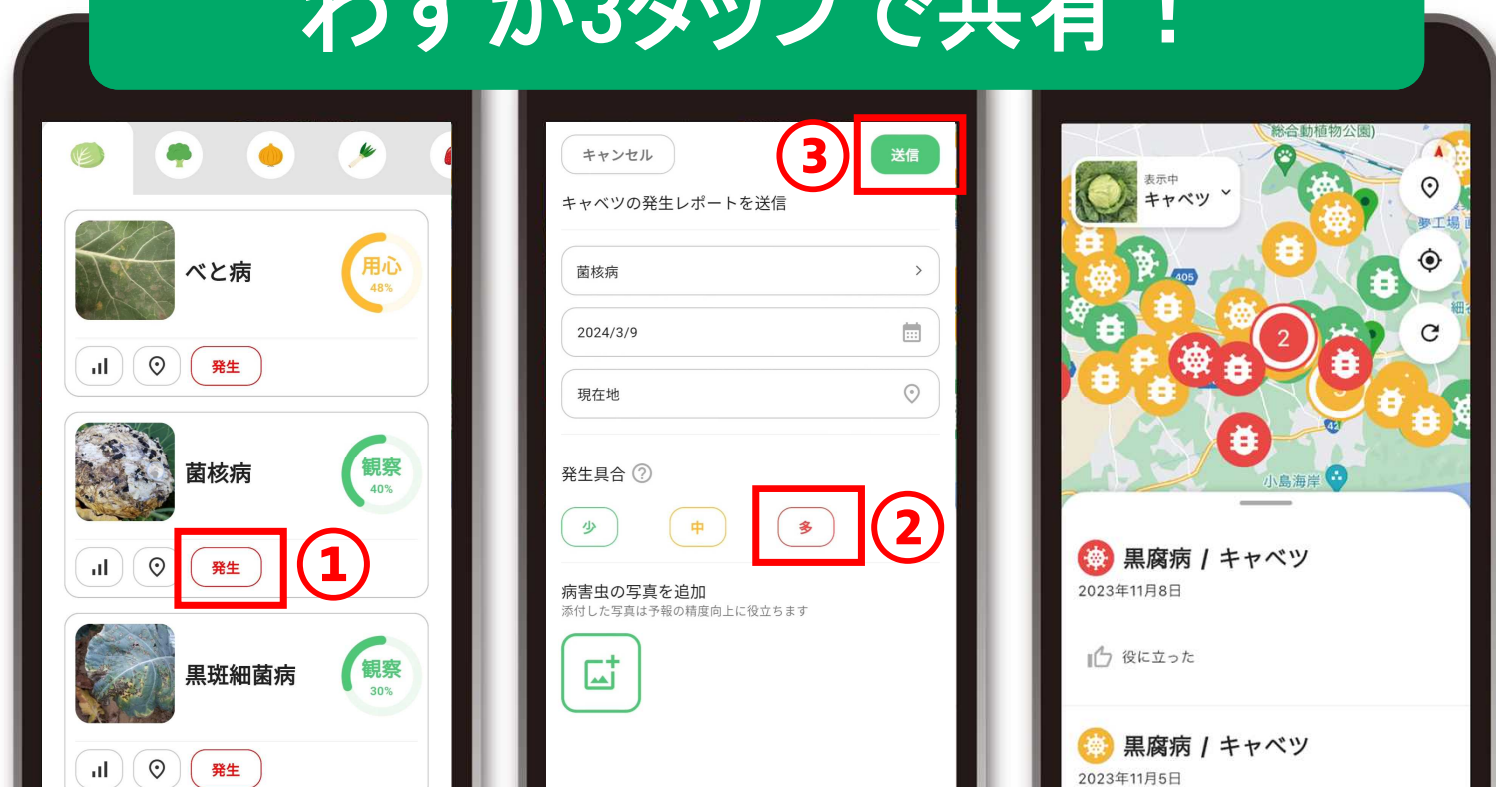 わずか3タップで共有！
べと病
用心
48%
発生
菌核病
観察
40%
発生
①
黒斑細菌病
観察
30%
発生
キャンセル
③
送信
キャベツの発生レポートを送信
菌核病
2024/3/9
現在地
発生具合
少
中
多
②
病害虫の写真を追加
添付した写真は予報の精度向上に役立ちます
総合動植物公園)
表示中
キャベツ
夢工場
405
2
42
小島海岸
黒腐病 / キャベツ
2023年11月8日
役に立った
黒腐病 / キャベツ
2023年11月5日